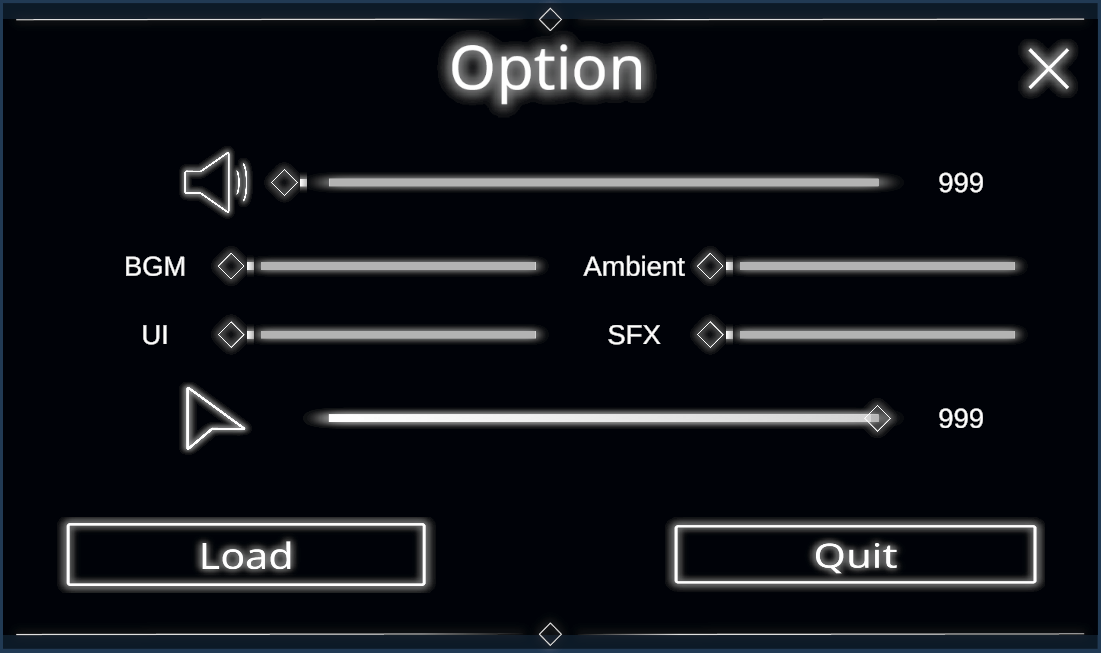 Option
999
BGM
Ambient
UI
SFX
999
Load
Quit